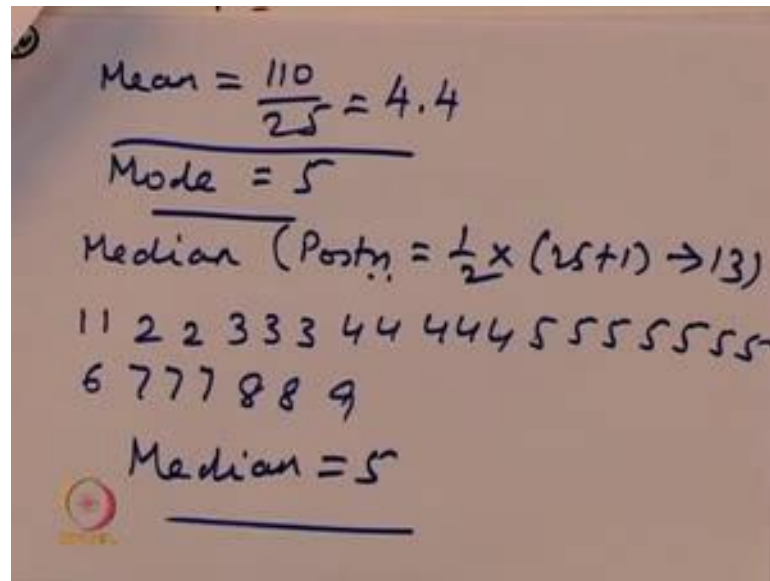 Mean = 110/25 = 4.4
Mode = 5
Median (Postn = 1/2 x (25+1) → 13)
11 2 2 3 3 3 4 4 4 4 4 5 5 5 5 5 5 5
6 7 7 7 8 8 9
Median = 5